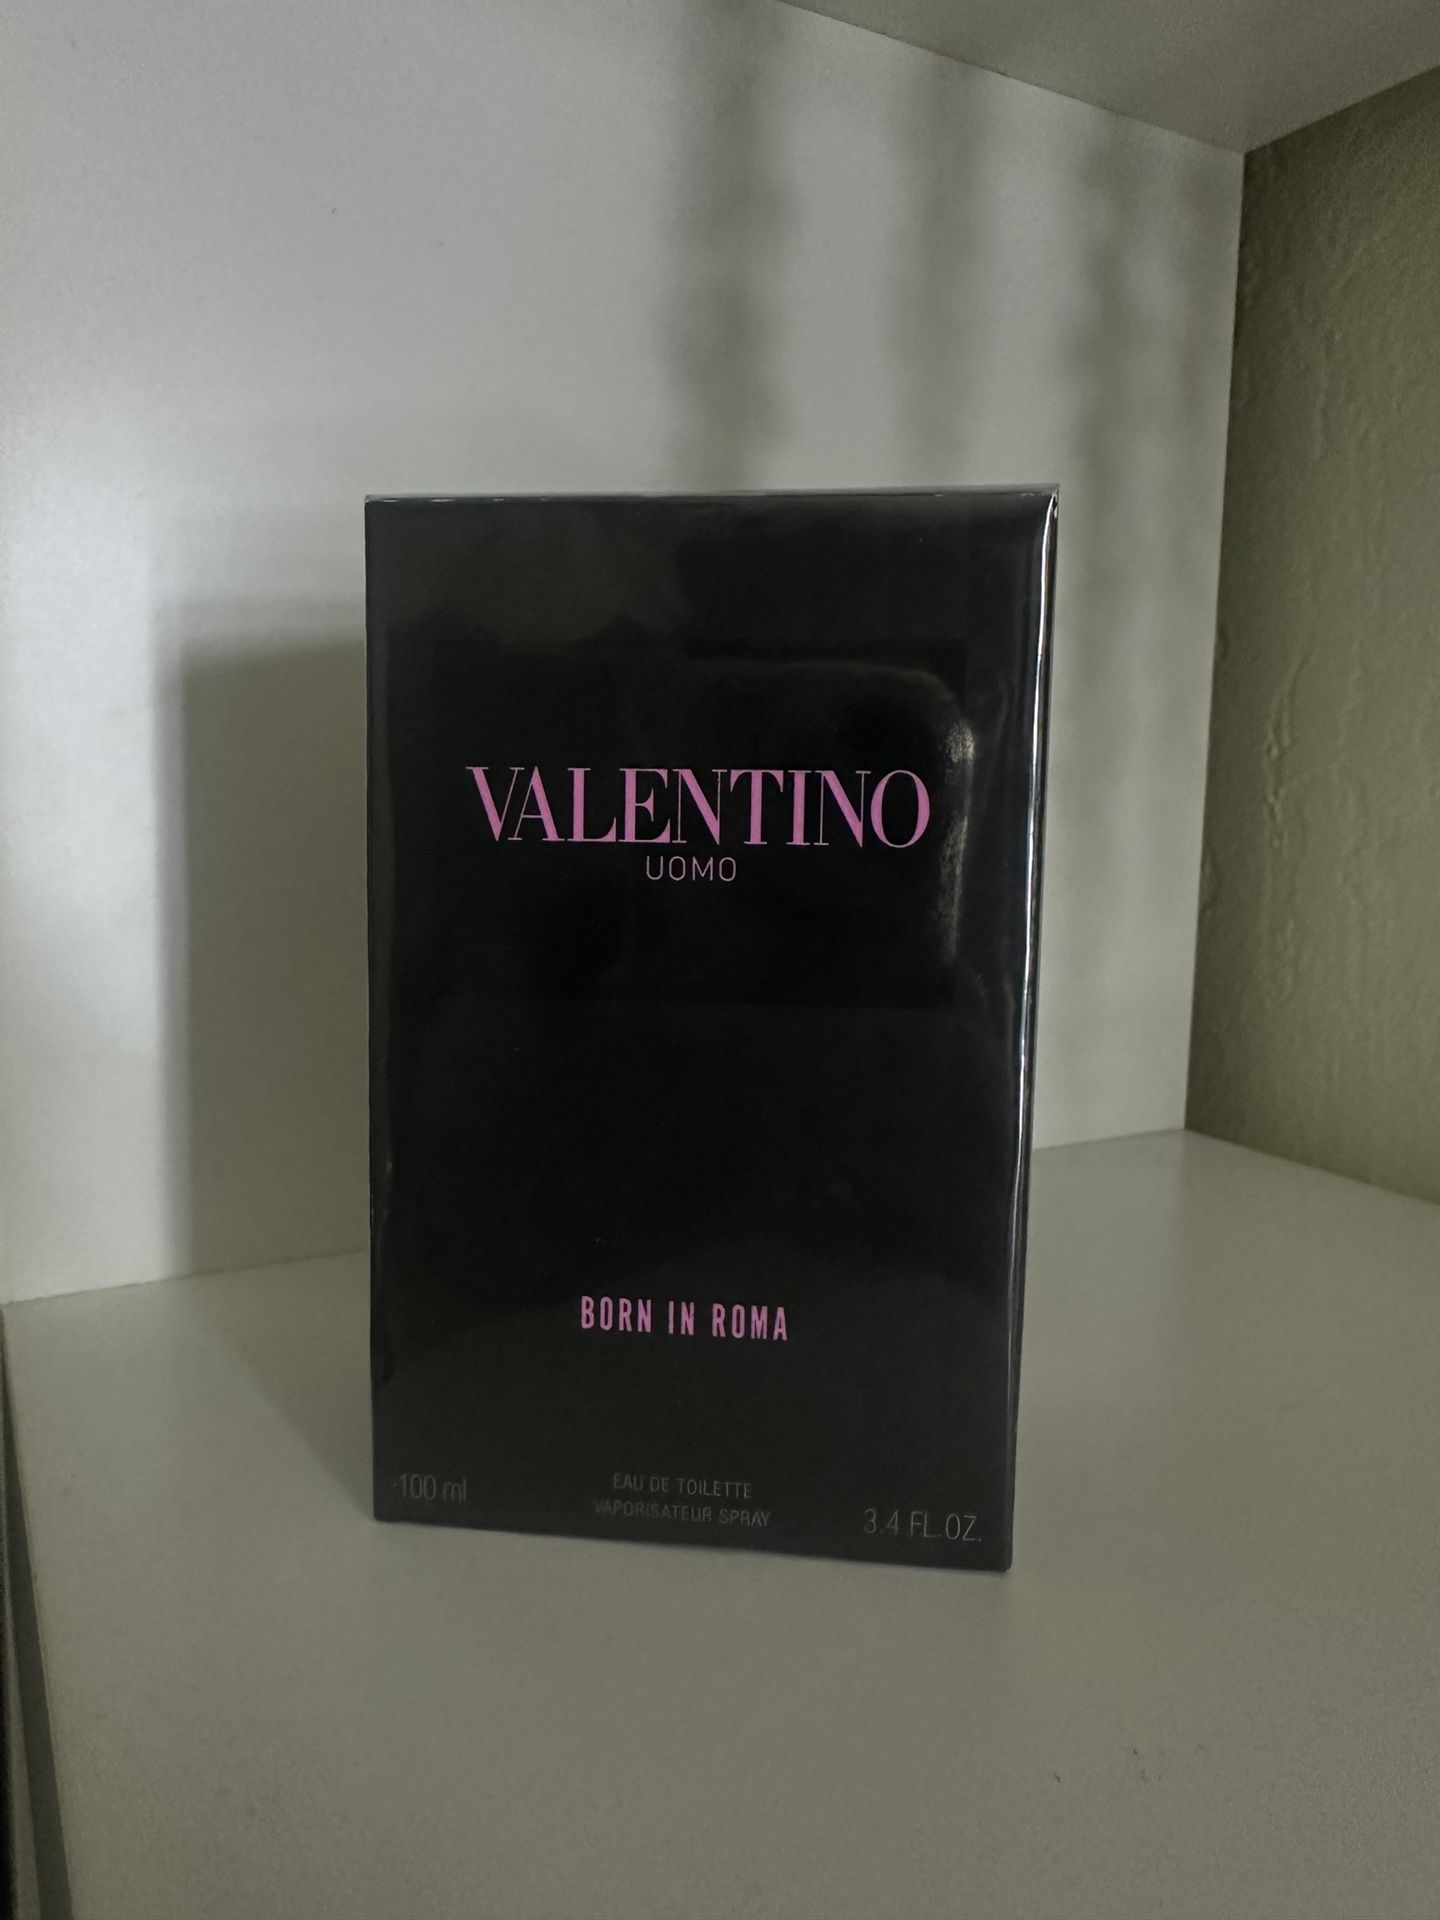 VALENTINO
UOMO
BORN IN ROMA
100 ml
EAU DE TOILETTE
VAPORISATEUR SPRAY
3.4 FL.OZ.